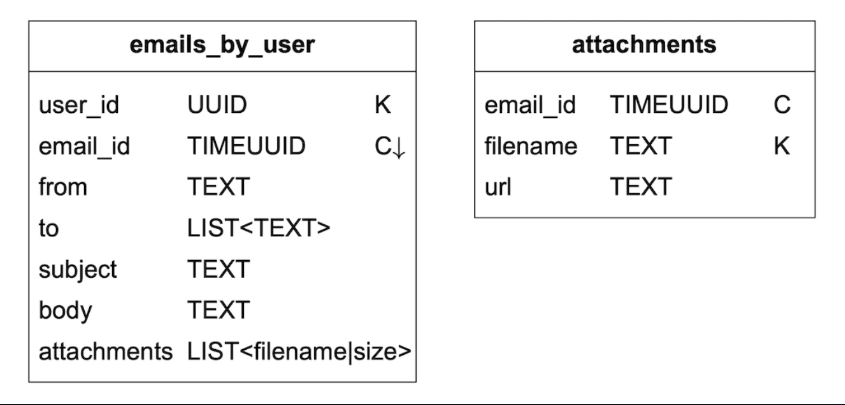 emails_by_user
user_id UUID K
email_id TIMEUUID C↓
from TEXT
to LIST<TEXT>
subject TEXT
body TEXT
attachments LIST<filename|size>
attachments
email_id TIMEUUID C
filename TEXT K
url TEXT